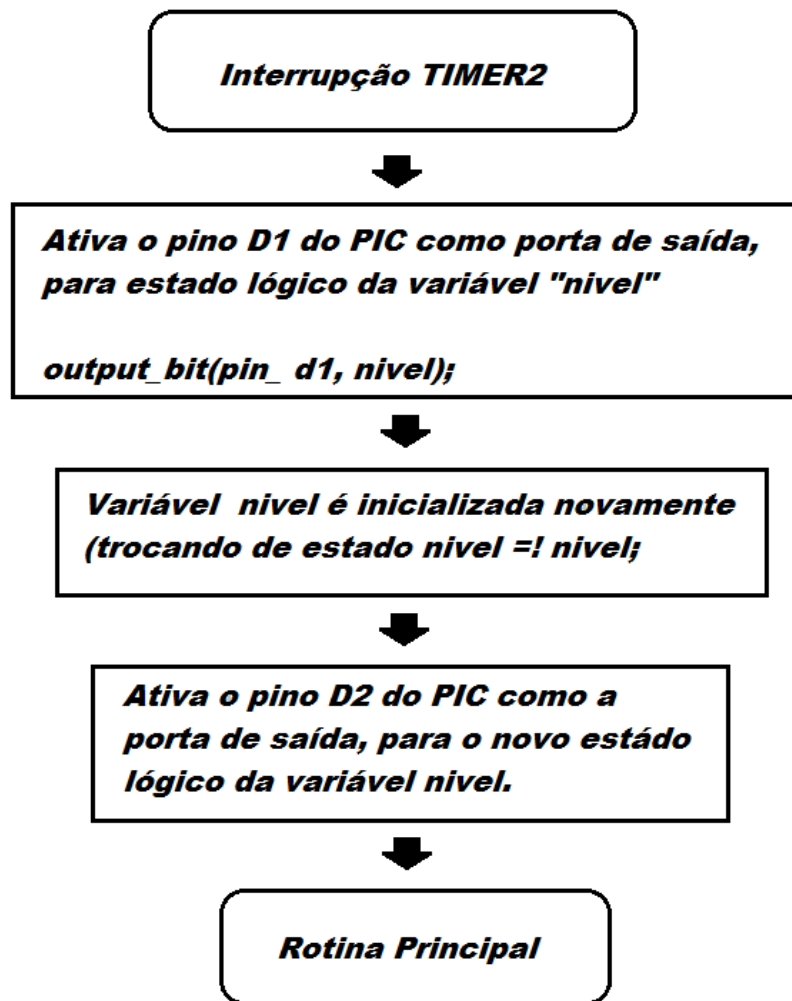 Interrupção TIMER2
Ativa o pino D1 do PIC como porta de saída,
para estado lógico da variável "nivel"
output_bit(pin_ d1, nivel);
Variável nivel é inicializada novamente
(trocando de estado nivel =! nivel;
Ativa o pino D2 do PIC como a
porta de saída, para o novo estádo
lógico da variável nivel.
Rotina Principal